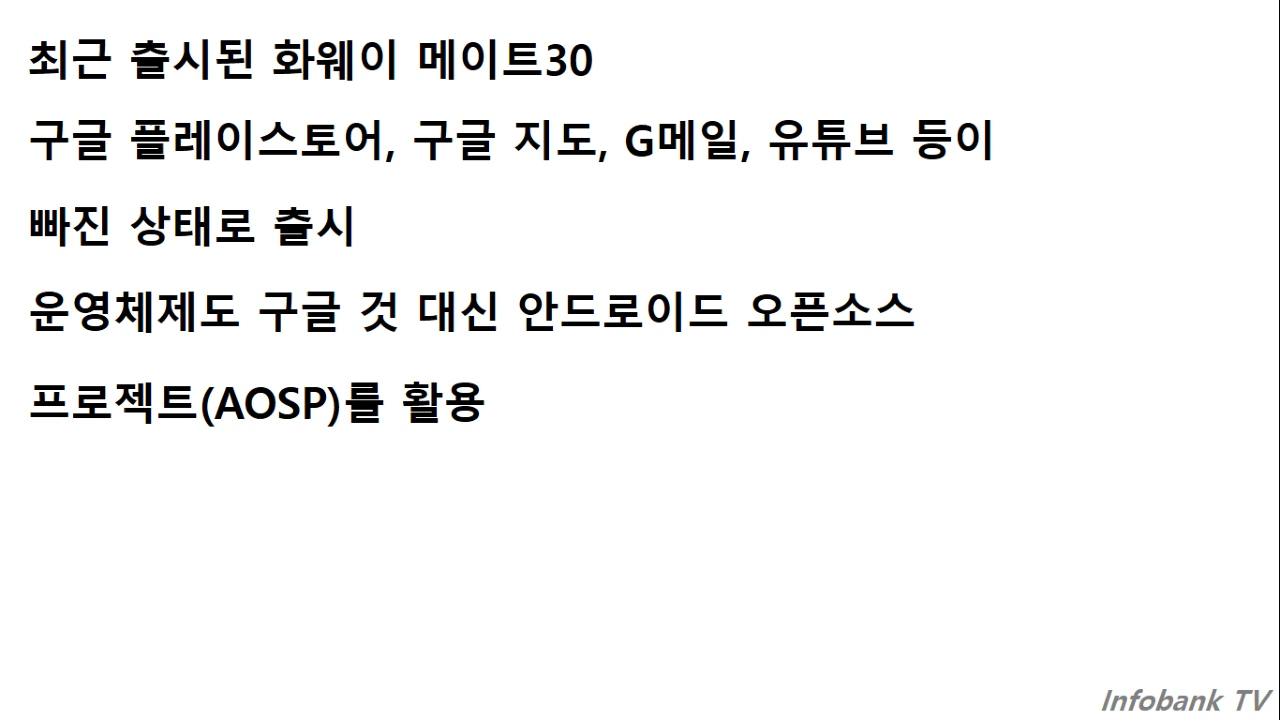 최근 출시된 화웨이 메이트30
구글 플레이스토어, 구글 지도, G메일, 유튜브 등이
빠진 상태로 출시
운영체제도 구글 것 대신 안드로이드 오픈소스
프로젝트(AOSP)를 활용
Infobank TV